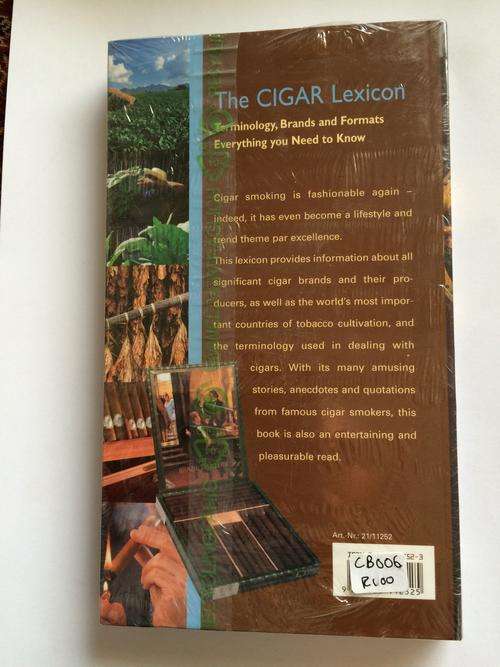 The CIGAR Lexicon
Terminology, Brands and Formats
Everything you Need to Know
Cigar smoking is fashionable again –
indeed, it has even become a lifestyle and
trend theme par excellence.
This lexicon provides information about all
significant cigar brands and their pro-
ducers, as well as the world's most impor-
tant countries of tobacco cultivation, and
the terminology used in dealing with
cigars. With its many amusing
stories, anecdotes and quotations
from famous cigar smokers, this
book is also an entertaining and
pleasurable read.
Art.-Nr.: 21/11252
52-3
CB006
R100